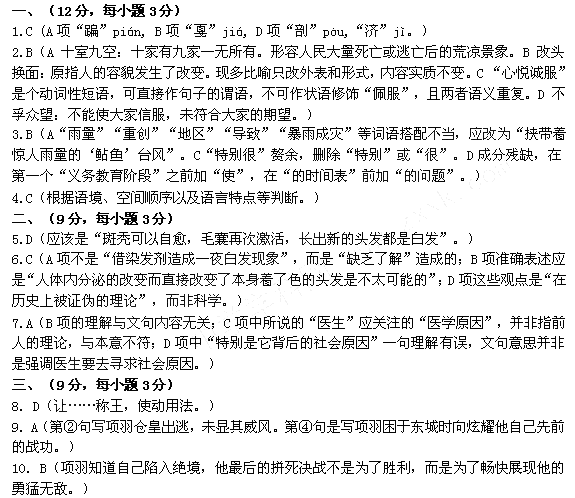 一、（12分，每小题3分）
1.C（A项“蹁”pián，B项“戛”jiá，D项“剖”pōu，“济”jì。）
2.B（A 十室九空：十家有九家一无所有。形容人民大量死亡或逃亡后的荒凉景象。B 改头
换面：原指人的容貌发生了改变。现多比喻只改外表和形式，内容实质不变。C “心悦诚服”
是个动词性短语，可直接作句子的谓语，不可作状语修饰“佩服”，且两者语义重复。D 不
孚众望：不能使大家信服，未符合大家的期望。）
3.B（A“雨量”“重创”“地区”“导致”“暴雨成灾”等词语搭配不当，应改为“挟带着
惊人雨量的‘鲇鱼’台风”。C“特别很”赘余，删除“特别”或“很”。D成分残缺，在
第一个“义务教育阶段”之前加“使”，在“的时间表”前加“的问题”。）
4.C（根据语境、空间顺序以及语言特点等判断。）
二、（9分，每小题3分）
5.D（应该是“斑秃可以自愈，毛囊再次激活，长出新的头发都是白发”。）
6.C（A项不是“借染发剂造成一夜白发现象”，而是“缺乏了解”造成的；B项准确表述应
是“人体内分泌的改变而直接改变了本身着了色的头发是不太可能的”；D项这些观点是“在
历史上被证伪的理论”，而非科学。）
7.A（B项的理解与文句内容无关；C项中所说的“医生”应关注的“医学原因”，并非指前
人的理论，与本意不符；D项中“特别是它背后的社会原因”一句理解有误，文句意思并非
是强调医生要去寻求社会原因。）
三、（9分，每小题3分）
8. D（让……称王，使动用法。）
9. A（第②句写项羽仓皇出逃，未显其威风。第④句是写项羽困于东城时向炫耀他自己先前
的战功。）
10. B（项羽知道自己陷入绝境，他最后的拼死决战不是为了胜利，而是为了畅快展现他的
勇猛无敌。）